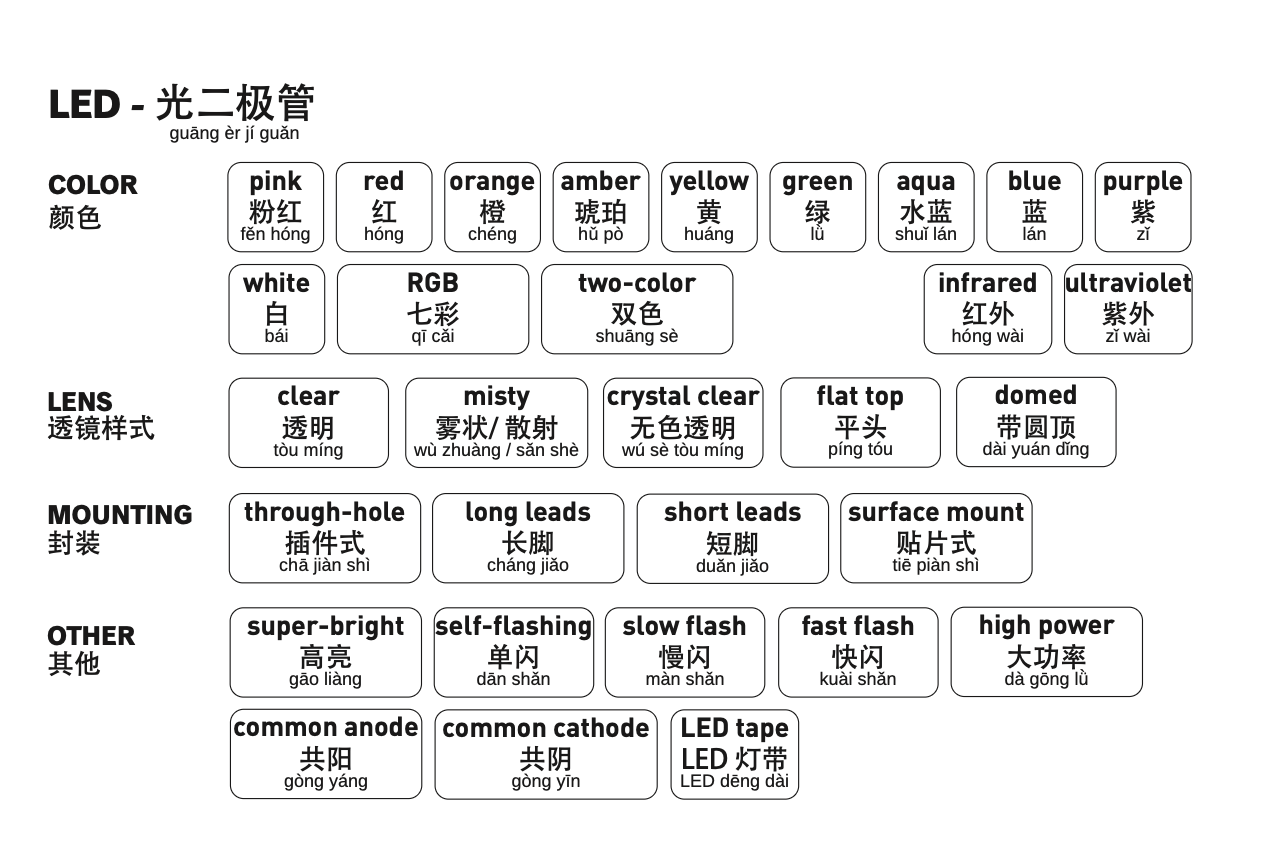 LED - 光二极管
guāng èr jí guǎn
COLOR
颜色
pink
粉红
fěn hóng
red
红
hóng
orange
橙
chéng
amber
琥珀
hǔ pò
yellow
黄
huáng
green
绿
lǜ
aqua
水蓝
shuǐ lán
blue
蓝
lán
purple
紫
zǐ
white
白
bái
RGB
七彩
qī cǎi
two-color
双色
shuāng sè
infrared
红外
hóng wài
ultraviolet
紫外
zǐ wài
LENS
透镜样式
clear
透明
tòu míng
misty
雾状/ 散射
wù zhuàng / sǎn shè
crystal clear
无色透明
wú sè tòu míng
flat top
平头
píng tóu
domed
带圆顶
dài yuán dǐng
MOUNTING
封装
through-hole
插件式
chā jiàn shì
long leads
长脚
cháng jiǎo
short leads
短脚
duǎn jiǎo
surface mount
贴片式
tiē piàn shì
OTHER
其他
super-bright
高亮
gāo liàng
self-flashing
单闪
dān shǎn
slow flash
慢闪
màn shǎn
fast flash
快闪
kuài shǎn
high power
大功率
dà gōng lǜ
common anode
共阳
gòng yáng
common cathode
共阴
gòng yīn
LED tape
LED 灯带
LED dēng dài